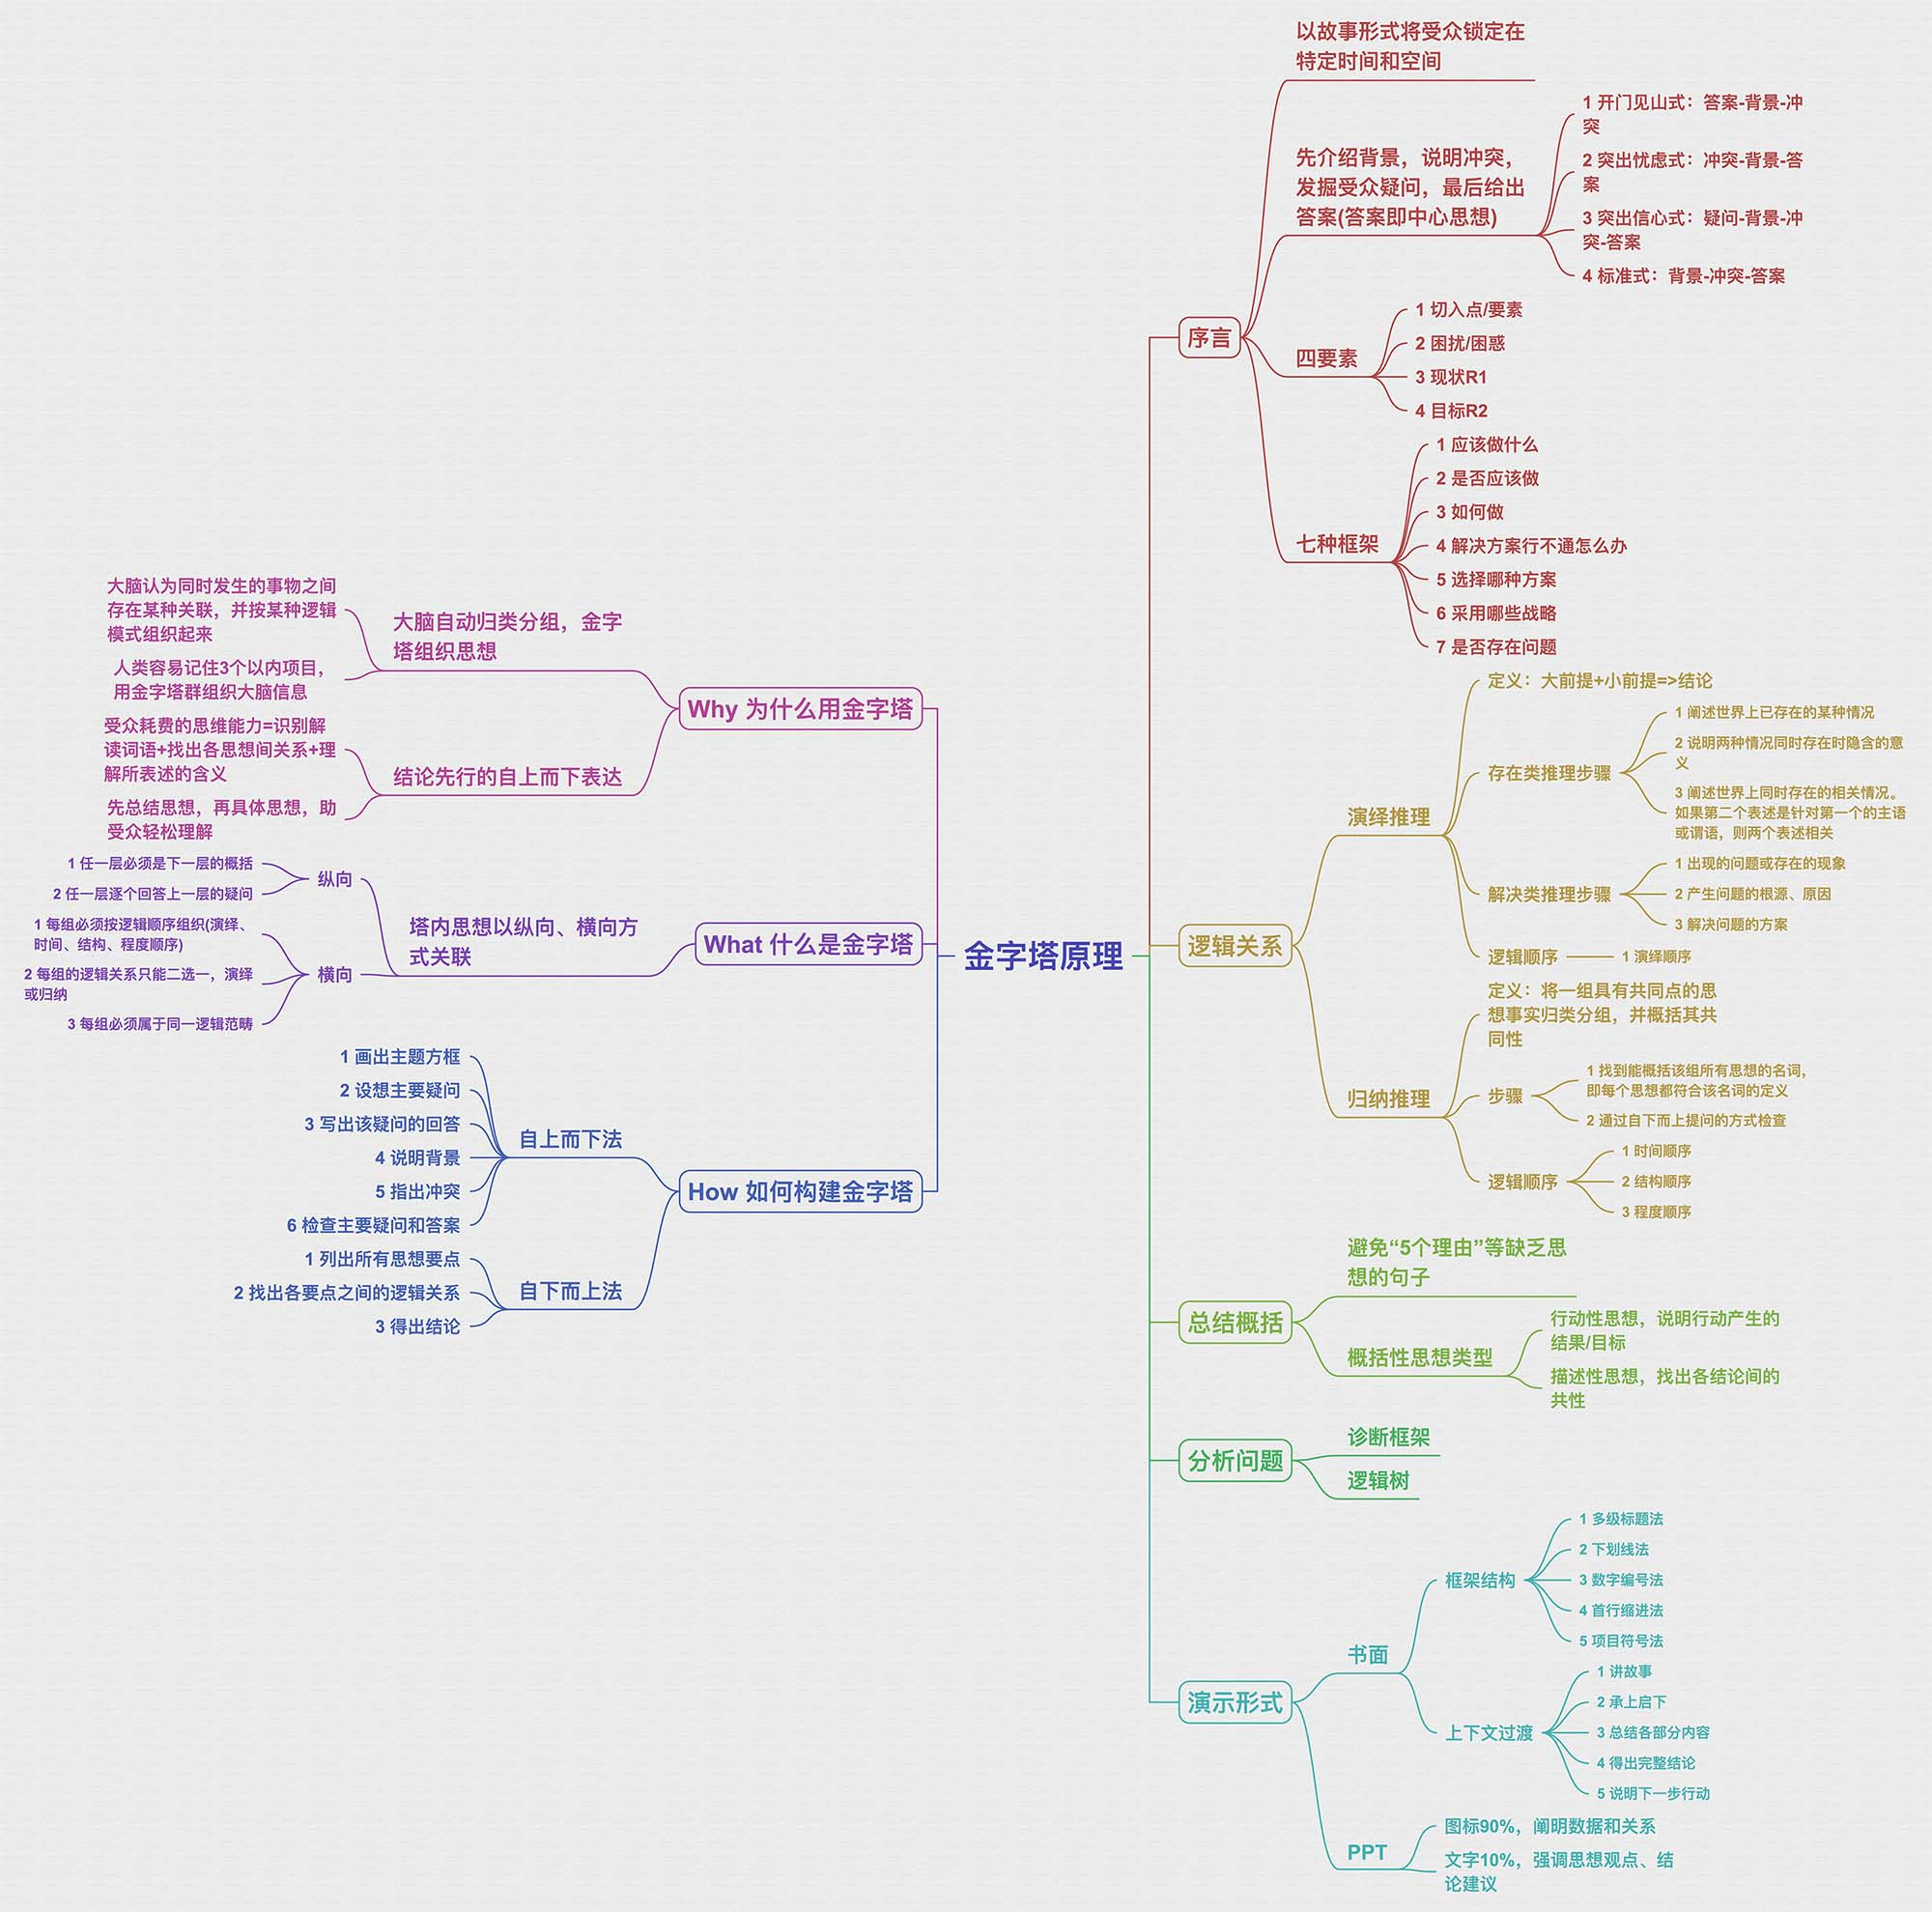 金字塔原理
Why 为什么用金字塔
大脑自动归类分组，金字
塔组织思想
大脑认为同时发生的事物之间
存在某种关联，并按某种逻辑
模式组织起来
人类容易记住3个以内项目，
用金字塔群组织大脑信息
结论先行的自上而下表达
受众耗费的思维能力=识别解
读词语+找出各思想间关系+理
解所表述的含义
先总结思想，再具体思想，助
受众轻松理解
What 什么是金字塔
塔内思想以纵向、横向方
式关联
纵向
1 任一层必须是下一层的概括
2 任一层逐个回答上一层的疑问
横向
1 每组必须按逻辑顺序组织(演绎、
时间、结构、程度顺序)
2 每组的逻辑关系只能二选一，演绎
或归纳
3 每组必须属于同一逻辑范畴
How 如何构建金字塔
自上而下法
1 画出主题方框
2 设想主要疑问
3 写出该疑问的回答
4 说明背景
5 指出冲突
6 检查主要疑问和答案
自下而上法
1 列出所有思想要点
2 找出各要点之间的逻辑关系
3 得出结论
序言
以故事形式将受众锁定在
特定时间和空间
先介绍背景，说明冲突，
发掘受众疑问，最后给出
答案(答案即中心思想)
1 开门见山式：答案-背景-冲
突
2 突出忧虑式：冲突-背景-答
案
3 突出信心式：疑问-背景-冲
突-答案
4 标准式：背景-冲突-答案
四要素
1 切入点/要素
2 困扰/困惑
3 现状R1
4 目标R2
七种框架
1 应该做什么
2 是否应该做
3 如何做
4 解决方案行不通怎么办
5 选择哪种方案
6 采用哪些战略
7 是否存在问题
逻辑关系
演绎推理
定义：大前提+小前提=>结论
存在类推理步骤
1 阐述世界上已存在的某种情况
2 说明两种情况同时存在时隐含的意
义
3 阐述世界上同时存在的相关情况。
如果第二个表述是针对第一个的主语
或谓语，则两个表述相关
解决类推理步骤
1 出现的问题或存在的现象
2 产生问题的根源、原因
3 解决问题的方案
逻辑顺序
1 演绎顺序
归纳推理
定义：将一组具有共同点的思
想事实归类分组，并概括其共
同性
步骤
1 找到能概括该组所有思想的名词，
即每个思想都符合该名词的定义
2 通过自下而上提问的方式检查
逻辑顺序
1 时间顺序
2 结构顺序
3 程度顺序
总结概括
避免“5个理由”等缺乏思
想的句子
概括性思想类型
行动性思想，说明行动产生的
结果/目标
描述性思想，找出各结论间的
共性
分析问题
诊断框架
逻辑树
演示形式
书面
框架结构
1 多级标题法
2 下划线法
3 数字编号法
4 首行缩进法
5 项目符号法
上下文过渡
1 讲故事
2 承上启下
3 总结各部分内容
4 得出完整结论
5 说明下一步行动
PPT
图标90%，阐明数据和关系
文字10%，强调思想观点、结
论建议